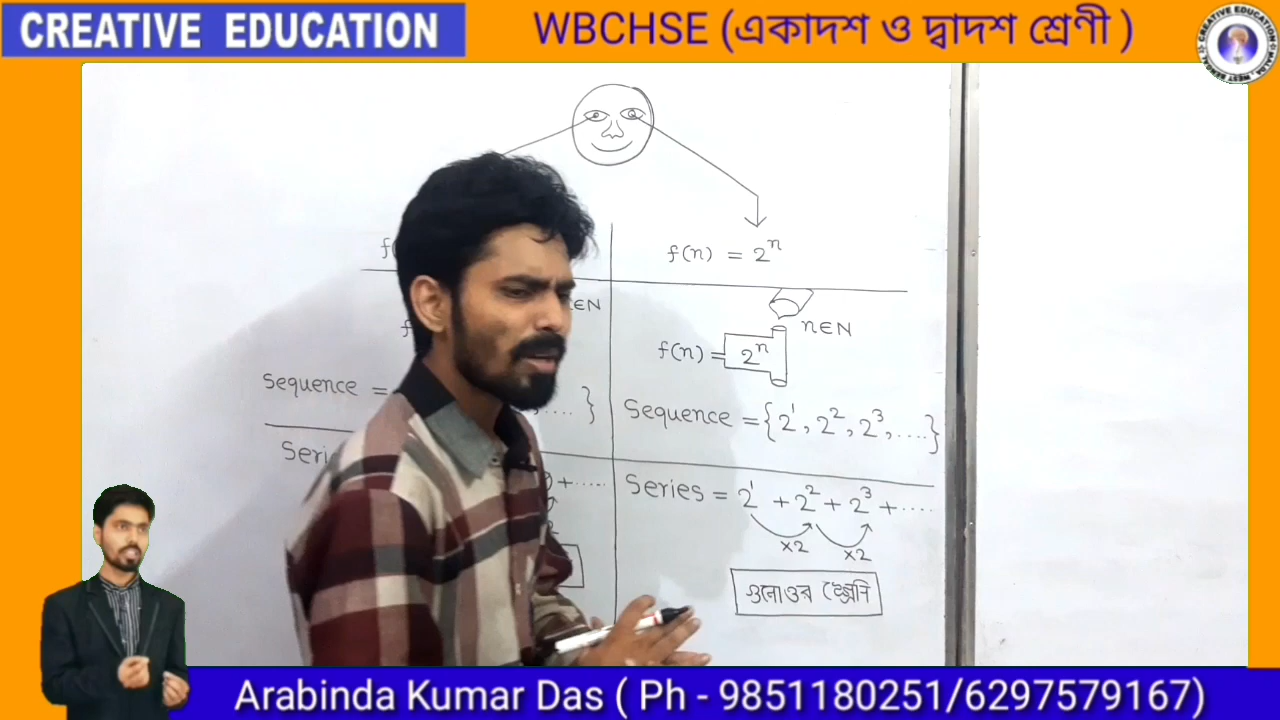 CREATIVE EDUCATION
WBCHSE (একাদশ ও দ্বাদশ শ্রেণী )
f(n) = 2ⁿ
∈N
n∈N
f(n) = 2ⁿ
Sequence =
.... }
Sequence = {2¹, 2², 2³, ....}
+.....
Series = 2¹ + 2² + 2³ + ....
×2 ×2
গুনোত্তর শ্রেনি
Arabinda Kumar Das ( Ph - 9851180251/6297579167)